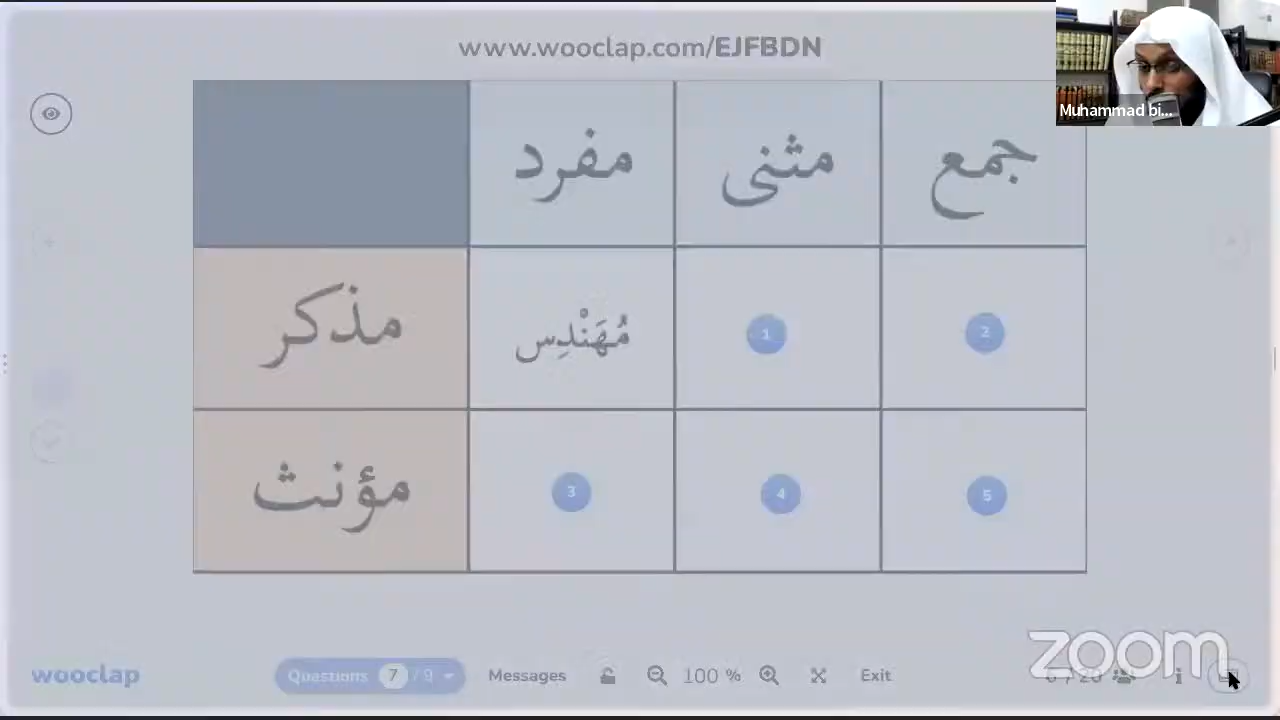 www.wooclap.com/EJFBDN
Muhammad bi...
مفرد
مثنى
جمع
مذكر
مُهَنْدِس
1
2
مؤنث
3
4
5
zoom
wooclap
Questions 7 / 9
Messages
100 %
Exit